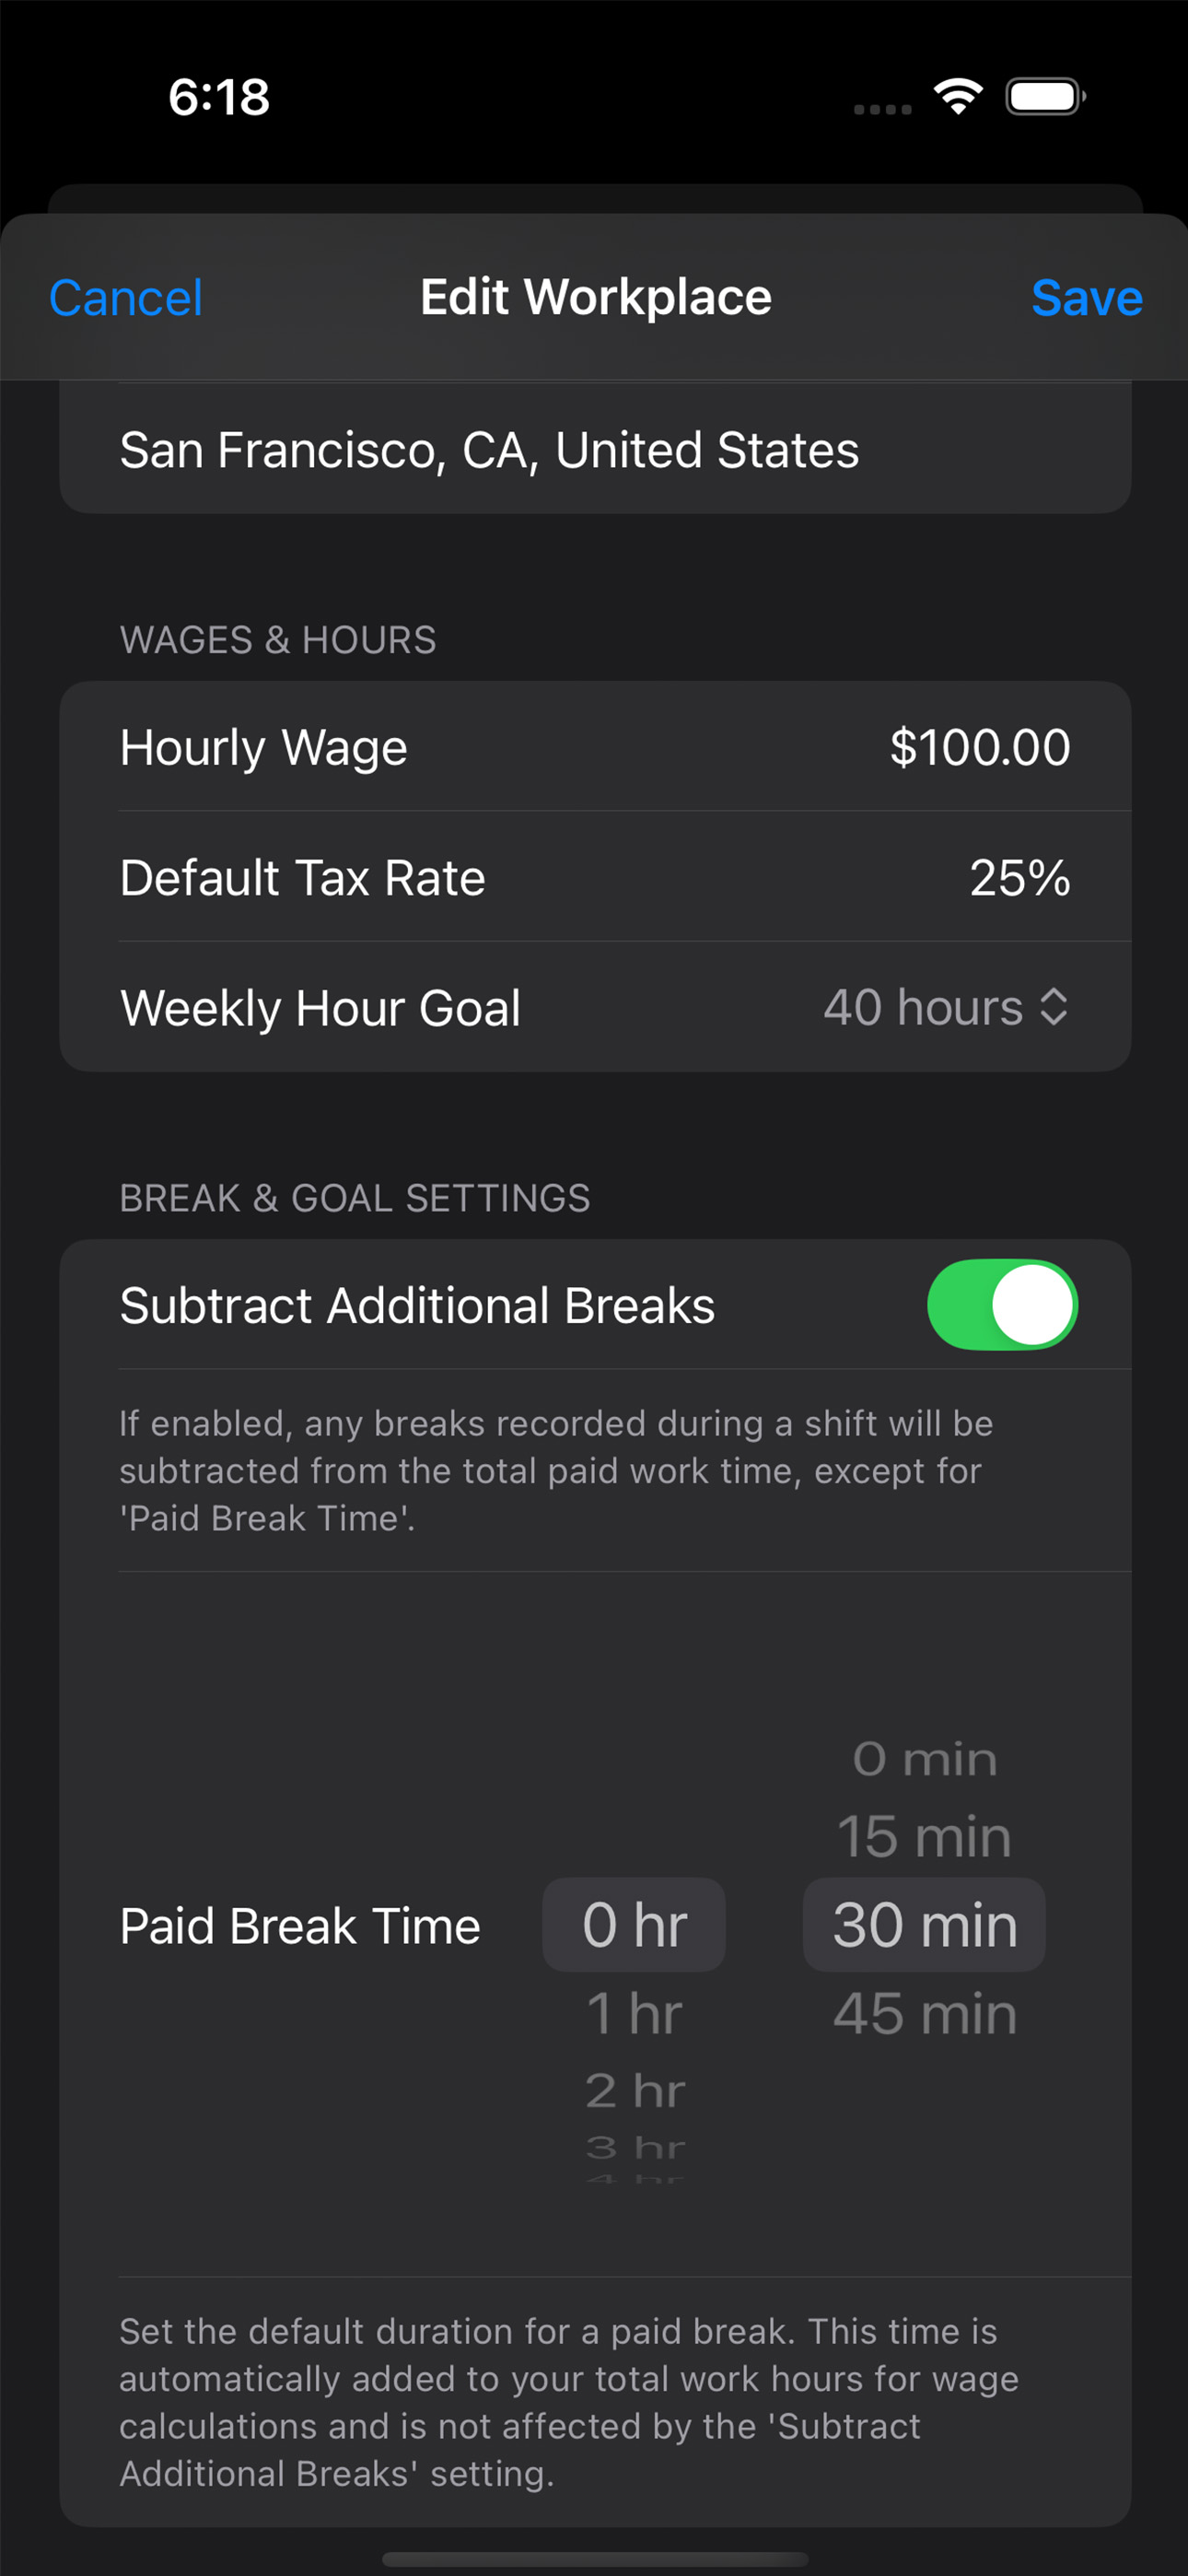 6:18
Cancel
Edit Workplace
Save
San Francisco, CA, United States
WAGES & HOURS
Hourly Wage
$100.00
Default Tax Rate
25%
Weekly Hour Goal
40 hours
BREAK & GOAL SETTINGS
Subtract Additional Breaks
If enabled, any breaks recorded during a shift will be
subtracted from the total paid work time, except for
'Paid Break Time'.
0 min
15 min
Paid Break Time
0 hr
30 min
1 hr
45 min
2 hr
3 hr
4 hr
Set the default duration for a paid break. This time is
automatically added to your total work hours for wage
calculations and is not affected by the 'Subtract
Additional Breaks' setting.